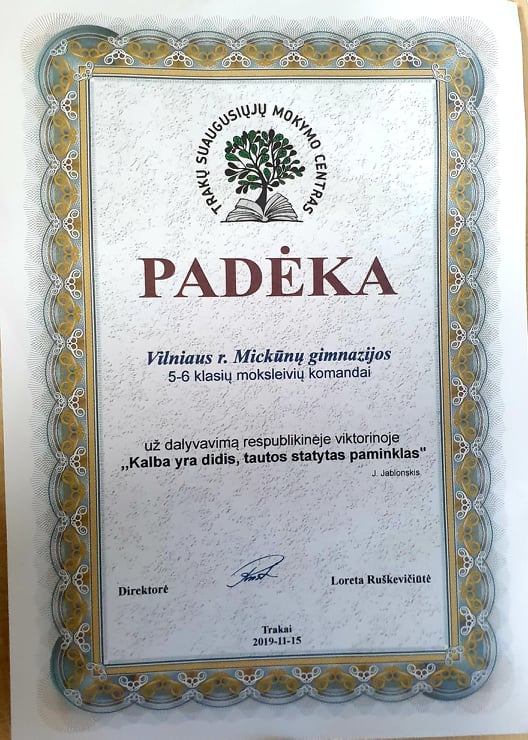 TRAKŲ SUAUGUSIŲJŲ MOKYMO CENTRAS
PADĖKA
Vilniaus r. Mickūnų gimnazijos
5-6 klasių moksleivių komandai
už dalyvavimą respublikinėje viktorinoje
,,Kalba yra didis, tautos statytas paminklas"
J. Jablonskis
Direktorė
Loreta Ruškevičiūtė
Trakai
2019-11-15